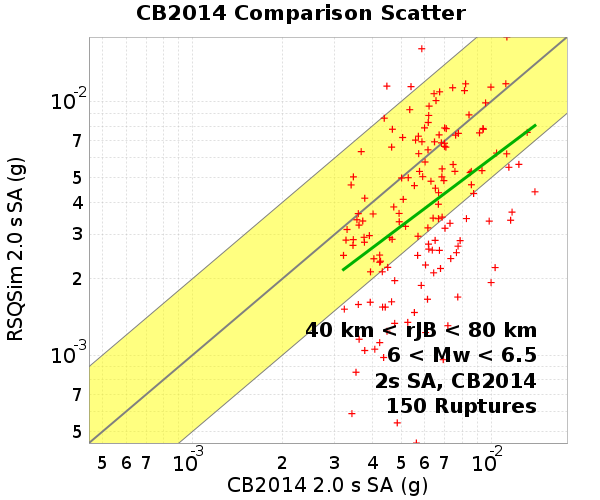 CB2014 Comparison Scatter
RSQSim 2.0 s SA (g)
10-2
7
5
4
3
2
10-3
7
5
40 km < rJB < 80 km
6 < Mw < 6.5
2s SA, CB2014
150 Ruptures
5 6 7 10-3 2 3 4 5 6 7 10-2
CB2014 2.0 s SA (g)